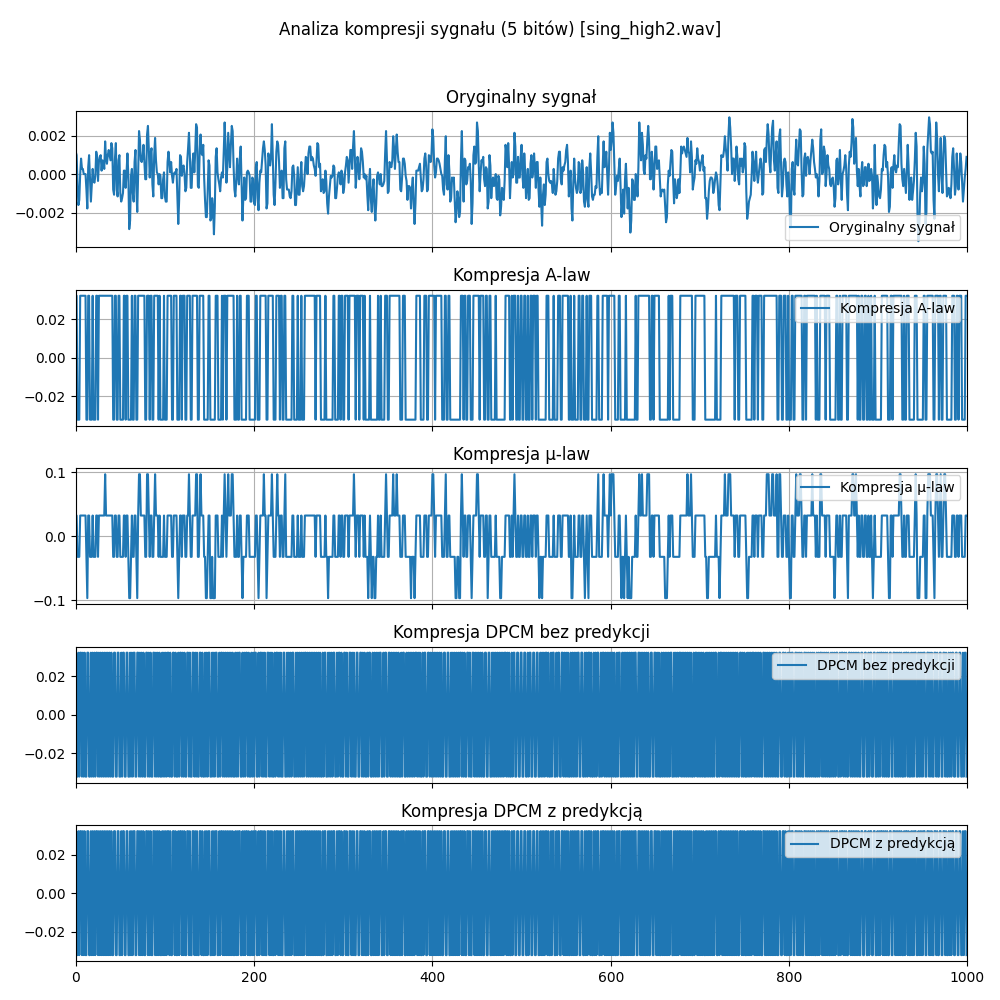 Analiza kompresji sygnału (5 bitów) [sing_high2.wav]
Oryginalny sygnał
0.002
0.000
−0.002
Oryginalny sygnał
Kompresja A-law
0.02
0.00
−0.02
Kompresja A-law
Kompresja μ-law
0.1
0.0
−0.1
Kompresja μ-law
Kompresja DPCM bez predykcji
0.02
0.00
−0.02
DPCM bez predykcji
Kompresja DPCM z predykcją
0.02
0.00
−0.02
DPCM z predykcją
0 200 400 600 800 1000